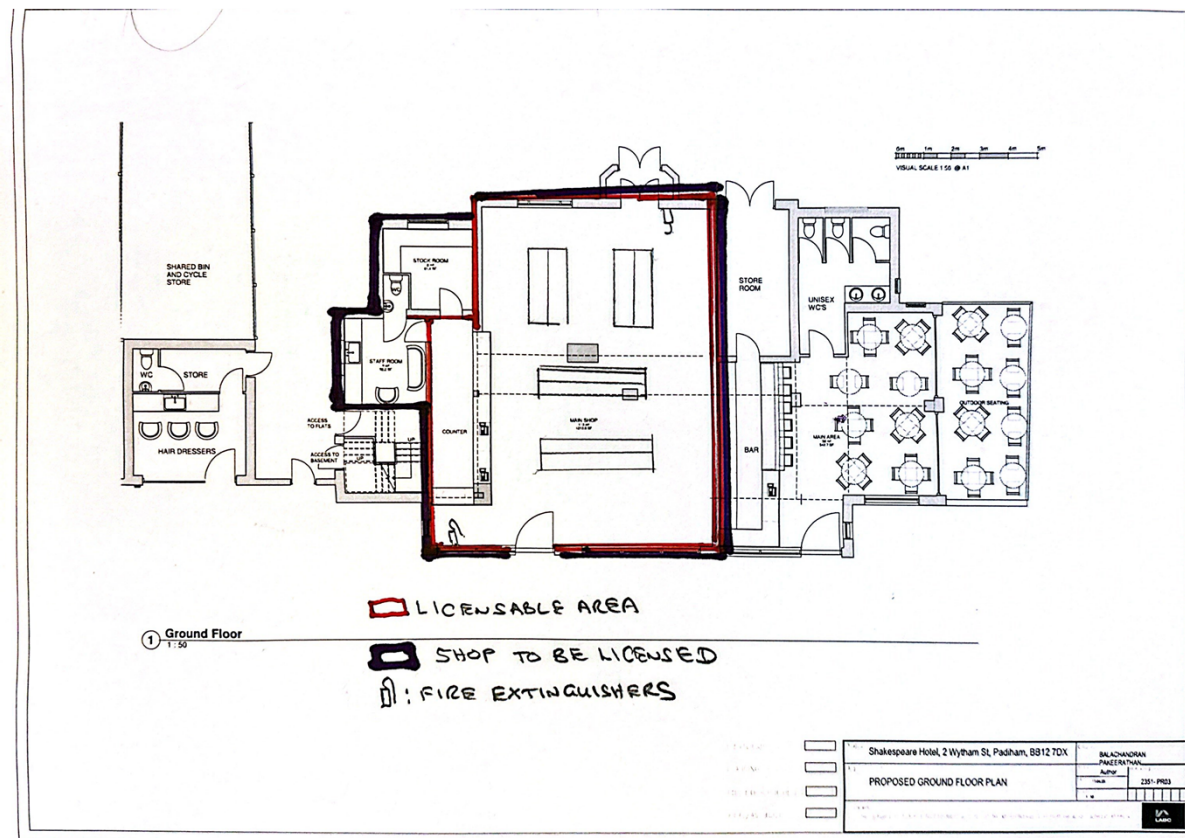 0m 1m 2m 3m 4m 5m
VISUAL SCALE 1:50 @ A1
SHARED BIN
AND CYCLE
STORE
STOCK ROOM
WC
STORE
ROOM
UNISEX
WC'S
STAFF ROOM
WC
STORE
HAIR DRESSERS
ACCESS
TO FLATS
ACCESS TO
BASEMENT
UP
UP
COUNTER
MAIN SHOP
BAR
MAIN AREA
OUTDOOR SEATING
LICENSABLE AREA
1 Ground Floor
1 : 50
SHOP TO BE LICENSED
: FIRE EXTINGUISHERS
Shakespeare Hotel, 2 Wytham St, Padiham, BB12 7DX
BALACHANDRAN
PAKEERATHAN
Author
PROPOSED GROUND FLOOR PLAN
2351-PR03
LABC